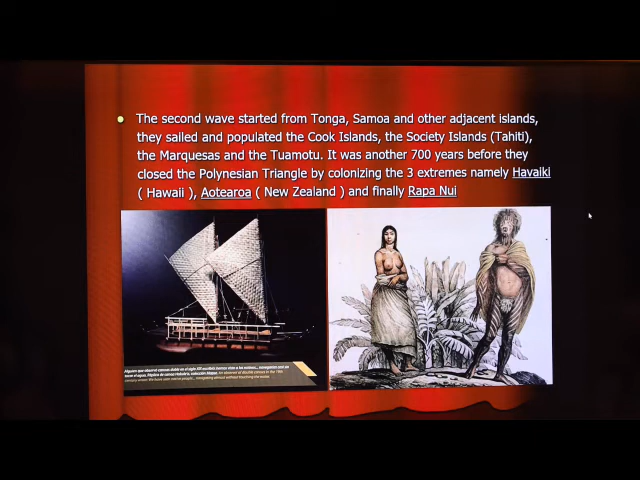 The second wave started from Tonga, Samoa and other adjacent islands,
they sailed and populated the Cook Islands, the Society Islands (Tahiti),
the Marquesas and the Tuamotu. It was another 700 years before they
closed the Polynesian Triangle by colonizing the 3 extremes namely Havaiki
( Hawaii ), Aotearoa ( New Zealand ) and finally Rapa Nui